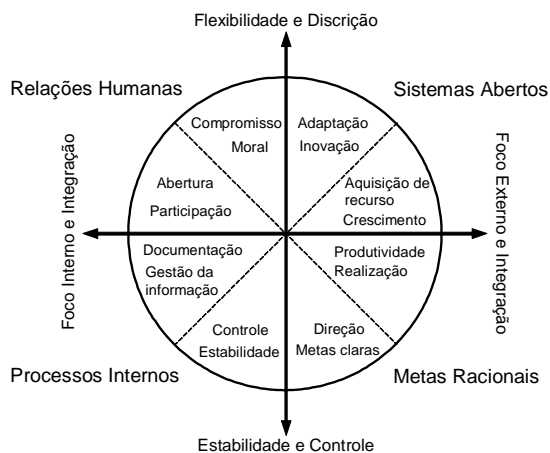 Flexibilidade e Discrição
Relações Humanas
Sistemas Abertos
Compromisso
Moral
Adaptação
Inovação
Abertura
Participação
Aquisição de
recurso
Crescimento
Foco Interno e Integração
Foco Externo e Integração
Documentação
Gestão da
informação
Produtividade
Realização
Controle
Estabilidade
Direção
Metas claras
Processos Internos
Metas Racionais
Estabilidade e Controle